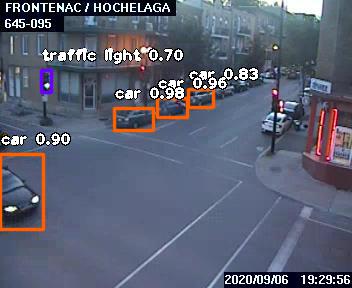 FRONTENAC / HOCHELAGA
645-095
traffic light 0.70
car 0.83
car 0.96
car 0.98
car 0.90
2020/09/06 19:29:56